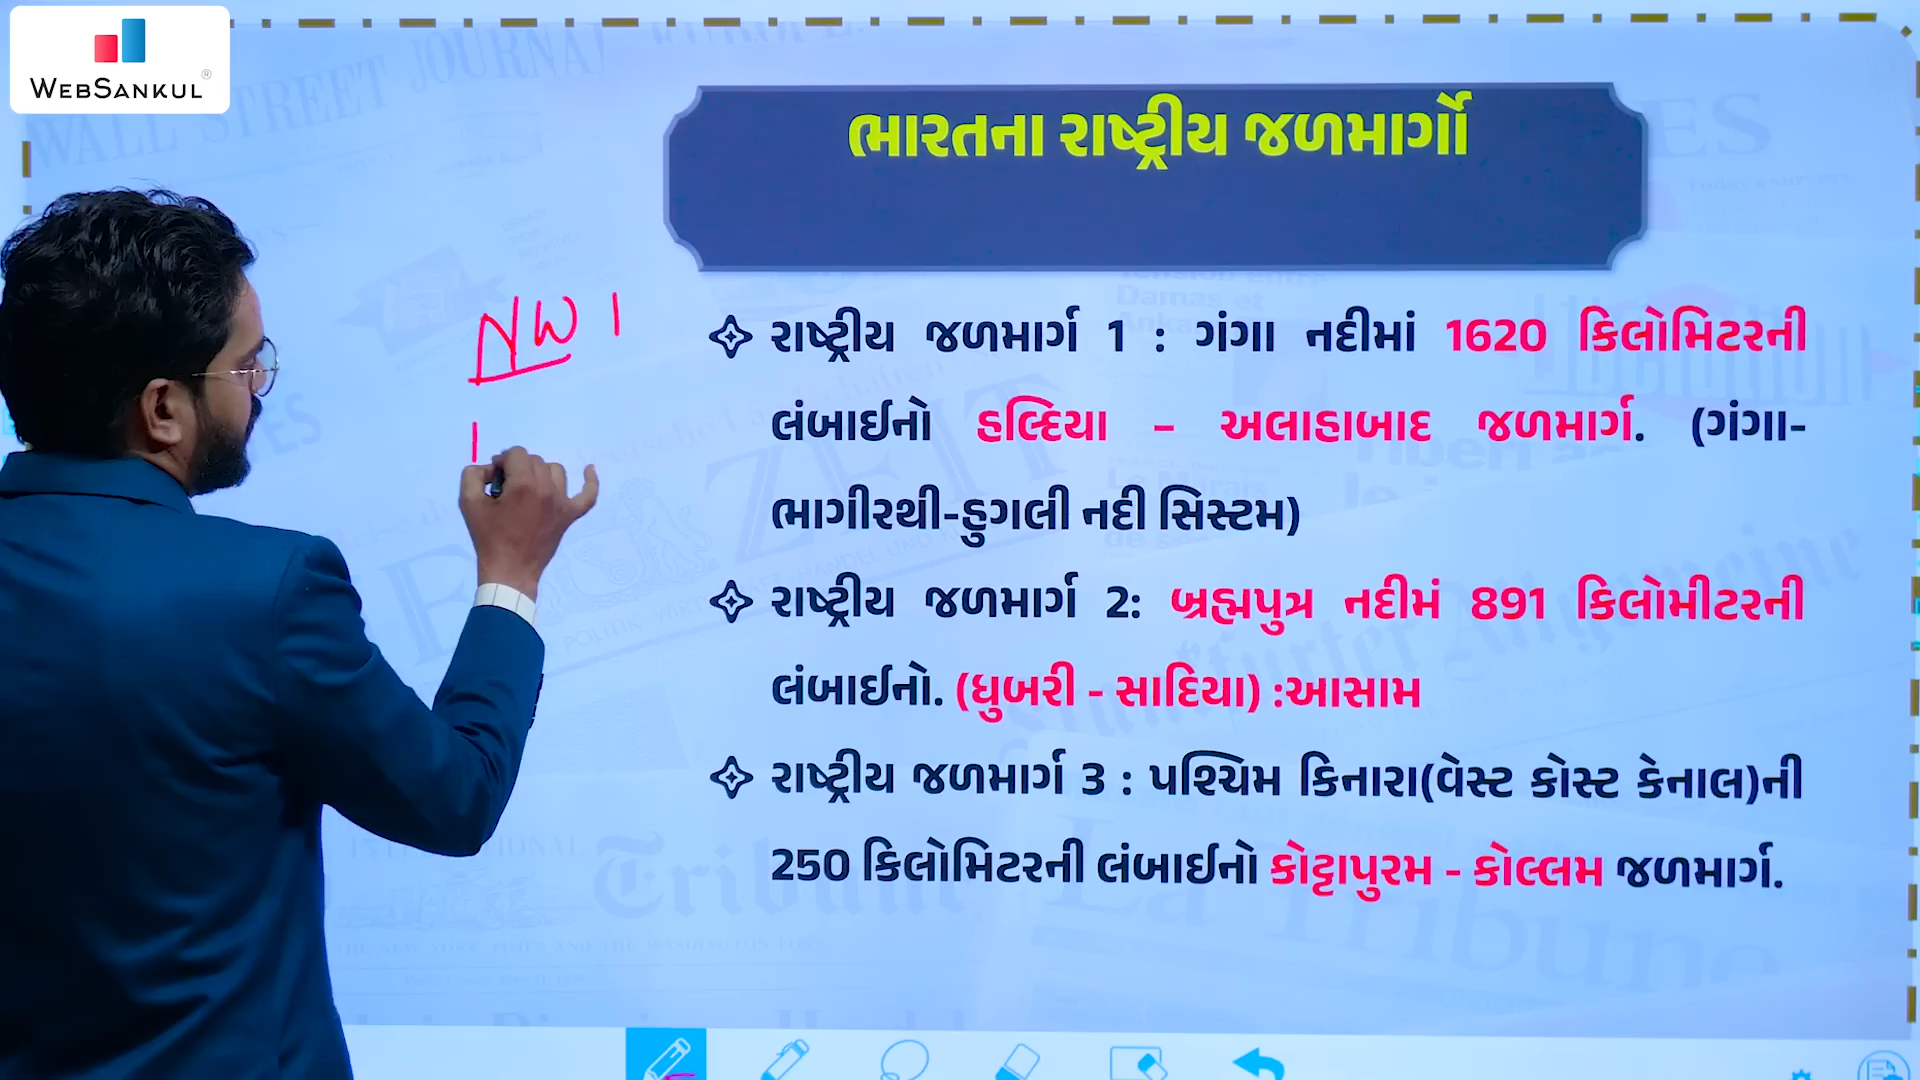 WEBSANKUL®
ભારતના રાષ્ટ્રીય જળમાર્ગો
NW 1
1
રાષ્ટ્રીય જળમાર્ગ 1 : ગંગા નદીમાં 1620 કિલોમિટરની
લંબાઈનો હલ્દિયા – અલાહાબાદ જળમાર્ગ. (ગંગા-
ભાગીરથી-હુગલી નદી સિસ્ટમ)
રાષ્ટ્રીય જળમાર્ગ 2: બ્રહ્મપુત્ર નદીમં 891 કિલોમીટરની
લંબાઈનો. (ધુબરી - સાદિયા) :આસામ
રાષ્ટ્રીય જળમાર્ગ 3 : પશ્ચિમ કિનારા(વેસ્ટ કોસ્ટ કેનાલ)ની
250 કિલોમિટરની લંબાઈનો કોટ્ટાપુરમ - કોલ્લમ જળમાર્ગ.